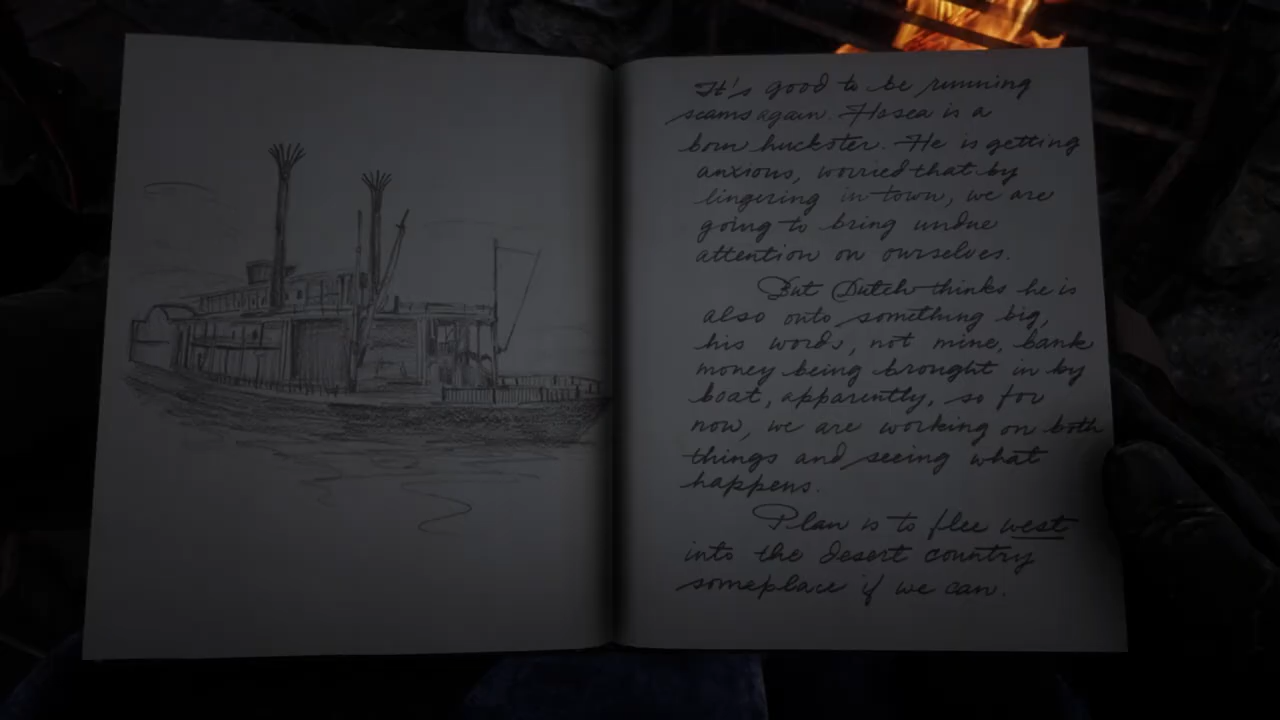 It's good to be running
scams again. Hosea is a
born huckster. He is getting
anxious, worried that by
lingering in town, we are
going to bring undue
attention on ourselves.
But Dutch thinks he is
also onto something big,
his words, not mine, bank
money being brought in by
boat, apparently, so for
now, we are working on both
things and seeing what
happens.
Plan is to flee west
into the desert country
someplace if we can.